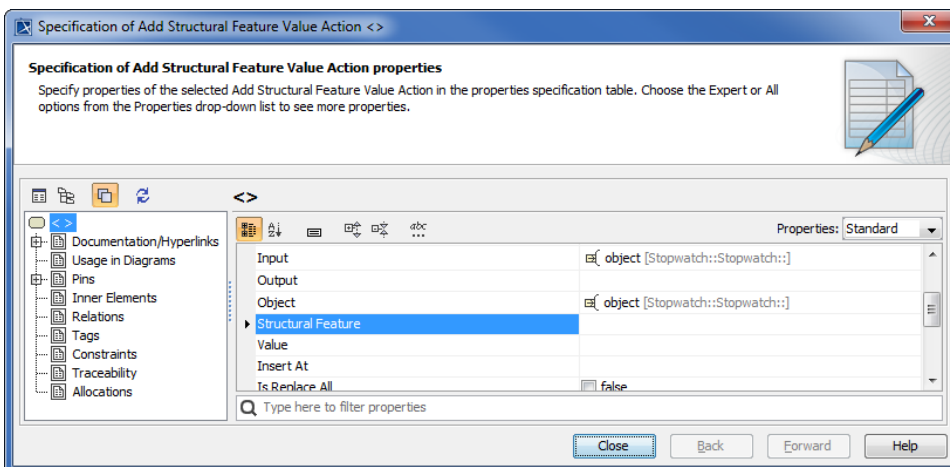 Specification of Add Structural Feature Value Action <>
x
Specification of Add Structural Feature Value Action properties
Specify properties of the selected Add Structural Feature Value Action in the properties specification table. Choose the Expert or All
options from the Properties drop-down list to see more properties.
<>
Properties: Standard
< >
Documentation/Hyperlinks
Usage in Diagrams
Pins
Inner Elements
Relations
Tags
Constraints
Traceability
Allocations
Input object [Stopwatch::Stopwatch::]
Output
Object object [Stopwatch::Stopwatch::]
Structural Feature
Value
Insert At
Is Replace All false
Type here to filter properties
Close Back Forward Help